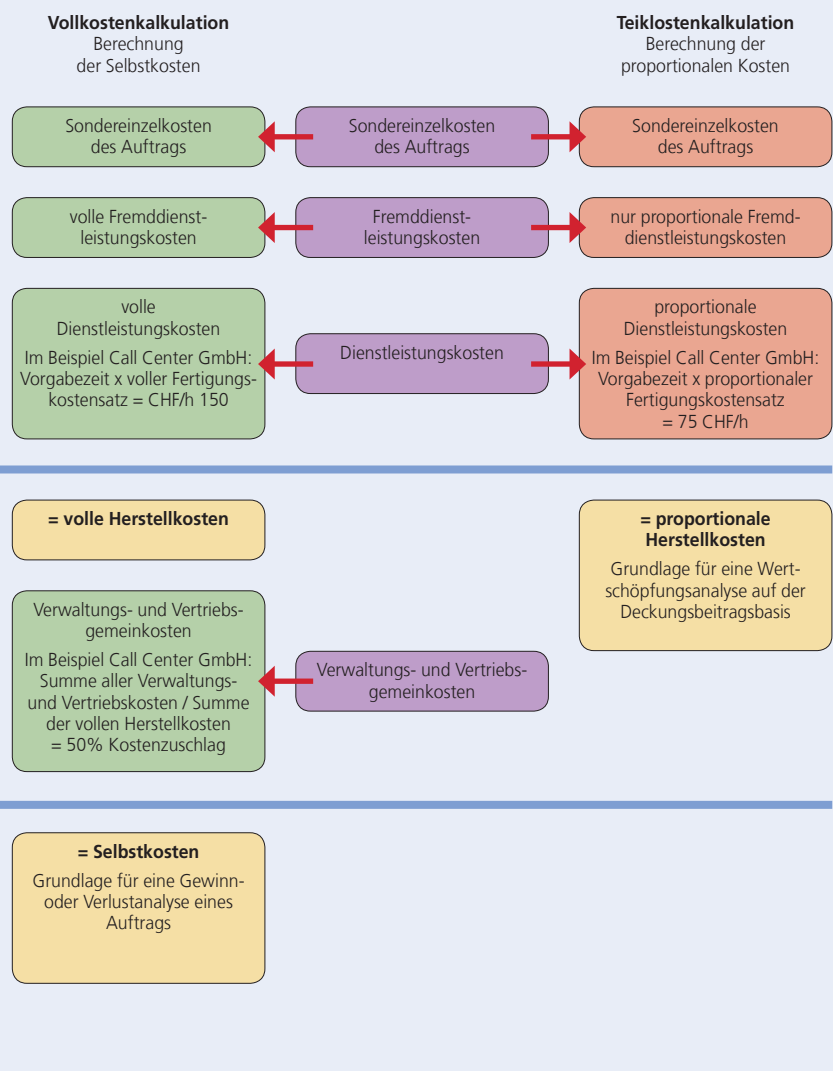 Vollkostenkalkulation
Berechnung
der Selbstkosten
Teiklostenkalkulation
Berechnung der
proportionalen Kosten
Sondereinzelkosten
des Auftrags
Sondereinzelkosten
des Auftrags
Sondereinzelkosten
des Auftrags
volle Fremddienst-
leistungskosten
Fremddienst-
leistungskosten
nur proportionale Fremd-
dienstleistungskosten
volle
Dienstleistungskosten
Im Beispiel Call Center GmbH:
Vorgabezeit x voller Fertigungs-
kostensatz = CHF/h 150
Dienstleistungskosten
proportionale
Dienstleistungskosten
Im Beispiel Call Center GmbH:
Vorgabezeit x proportionaler
Fertigungskostensatz
= 75 CHF/h
= volle Herstellkosten
= proportionale
Herstellkosten
Grundlage für eine Wert-
schöpfungsanalyse auf der
Deckungsbeitragsbasis
Verwaltungs- und Vertriebs-
gemeinkosten
Im Beispiel Call Center GmbH:
Summe aller Verwaltungs-
und Vertriebskosten / Summe
der vollen Herstellkosten
= 50% Kostenzuschlag
Verwaltungs- und Vertriebs-
gemeinkosten
= Selbstkosten
Grundlage für eine Gewinn-
oder Verlustanalyse eines
Auftrags